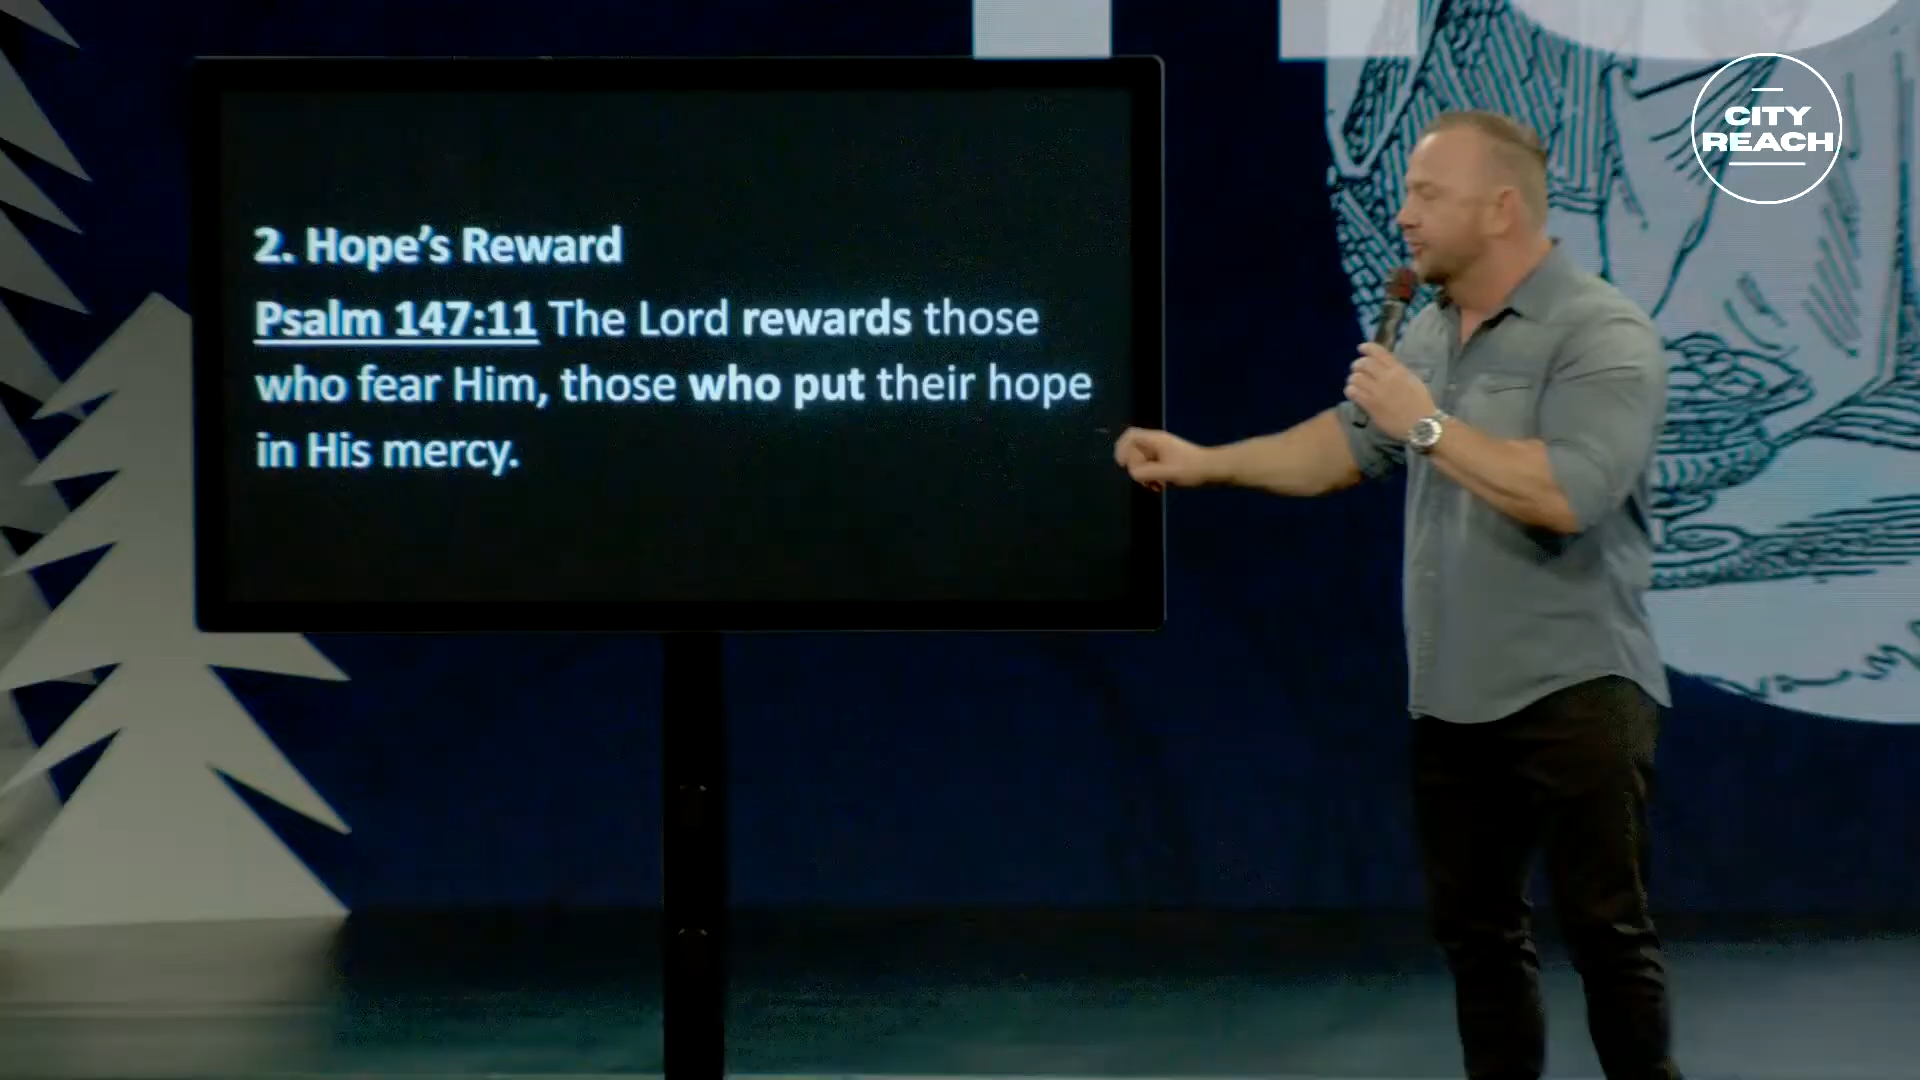 CITY
REACH
2. Hope’s Reward
Psalm 147:11 The Lord rewards those
who fear Him, those who put their hope
in His mercy.